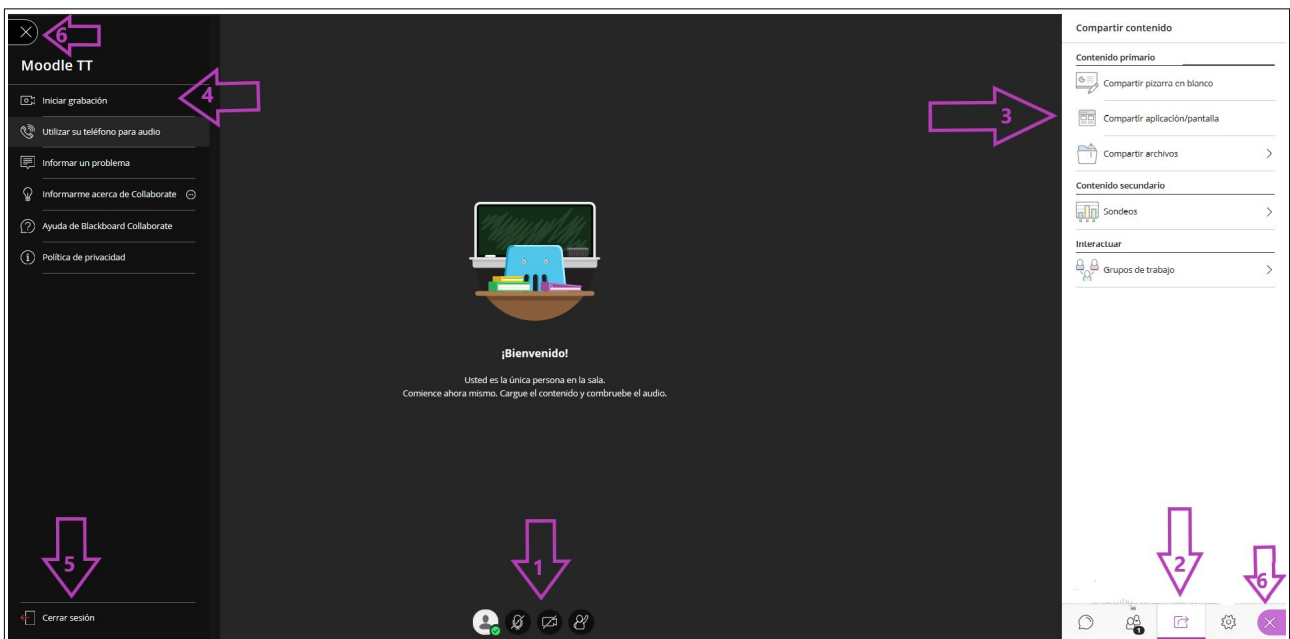 6
Moodle TT
Iniciar grabación
4
Utilizar su teléfono para audio
Informar un problema
Informarme acerca de Collaborate
Ayuda de Blackboard Collaborate
Política de privacidad
5
Cerrar sesión
¡Bienvenido!
Usted es la única persona en la sala.
Comience ahora mismo. Cargue el contenido y combruebe el audio.
1
3
Compartir contenido
Contenido primario
Compartir pizarra en blanco
Compartir aplicación/pantalla
Compartir archivos
Contenido secundario
Sondeos
Interactuar
Grupos de trabajo
2
6
1